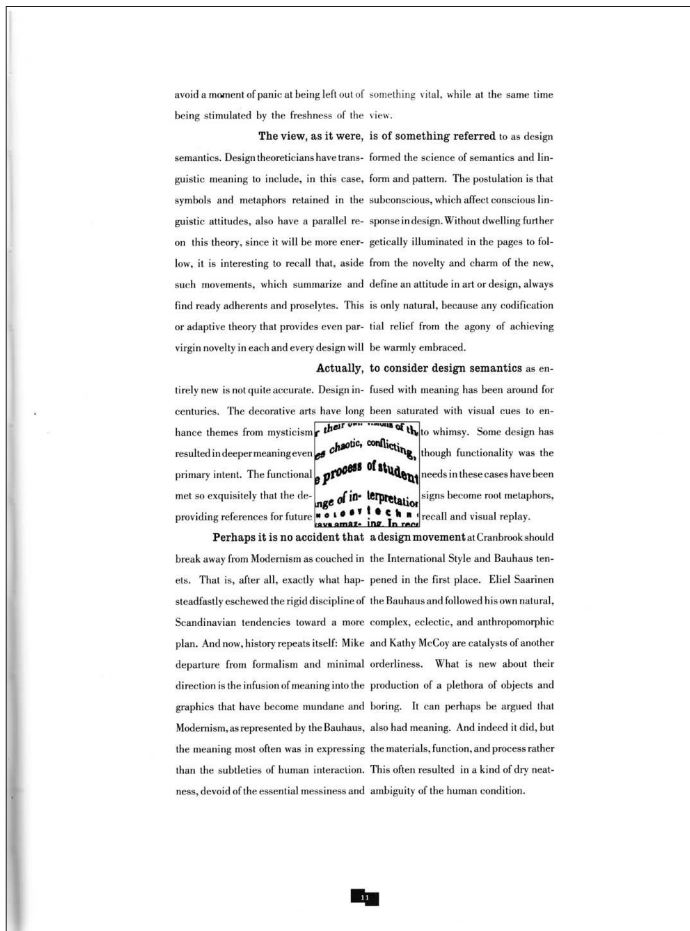 avoid a moment of panic at being left out of something vital, while at the same time
being stimulated by the freshness of the view.
The view, as it were, is of something referred to as design
semantics. Design theoreticians have trans- formed the science of semantics and lin-
guistic meaning to include, in this case, form and pattern. The postulation is that
symbols and metaphors retained in the subconscious, which affect conscious lin-
guistic attitudes, also have a parallel re- sponse in design. Without dwelling further
on this theory, since it will be more ener- getically illuminated in the pages to fol-
low, it is interesting to recall that, aside from the novelty and charm of the new,
such movements, which summarize and define an attitude in art or design, always
find ready adherents and proselytes. This is only natural, because any codification
or adaptive theory that provides even par- tial relief from the agony of achieving
virgin novelty in each and every design will be warmly embraced.
Actually, to consider design semantics as en-
tirely new is not quite accurate. Design in- fused with meaning has been around for
centuries. The decorative arts have long been saturated with visual cues to en-
hance themes from mysticism to whimsy. Some design has
resulted in deeper meaning even though functionality was the
primary intent. The functional needs in these cases have been
met so exquisitely that the de- signs become root metaphors,
providing references for future recall and visual replay.
their own visions of
chaotic, conflicting,
process of student
of in- terpretation
ing. In
Perhaps it is no accident that a design movement at Cranbrook should
break away from Modernism as couched in the International Style and Bauhaus ten-
ets. That is, after all, exactly what hap- pened in the first place. Eliel Saarinen
steadfastly eschewed the rigid discipline of the Bauhaus and followed his own natural,
Scandinavian tendencies toward a more complex, eclectic, and anthropomorphic
plan. And now, history repeats itself: Mike and Kathy McCoy are catalysts of another
departure from formalism and minimal orderliness. What is new about their
direction is the infusion of meaning into the production of a plethora of objects and
graphics that have become mundane and boring. It can perhaps be argued that
Modernism, as represented by the Bauhaus, also had meaning. And indeed it did, but
the meaning most often was in expressing the materials, function, and process rather
than the subtleties of human interaction. This often resulted in a kind of dry neat-
ness, devoid of the essential messiness and ambiguity of the human condition.
11